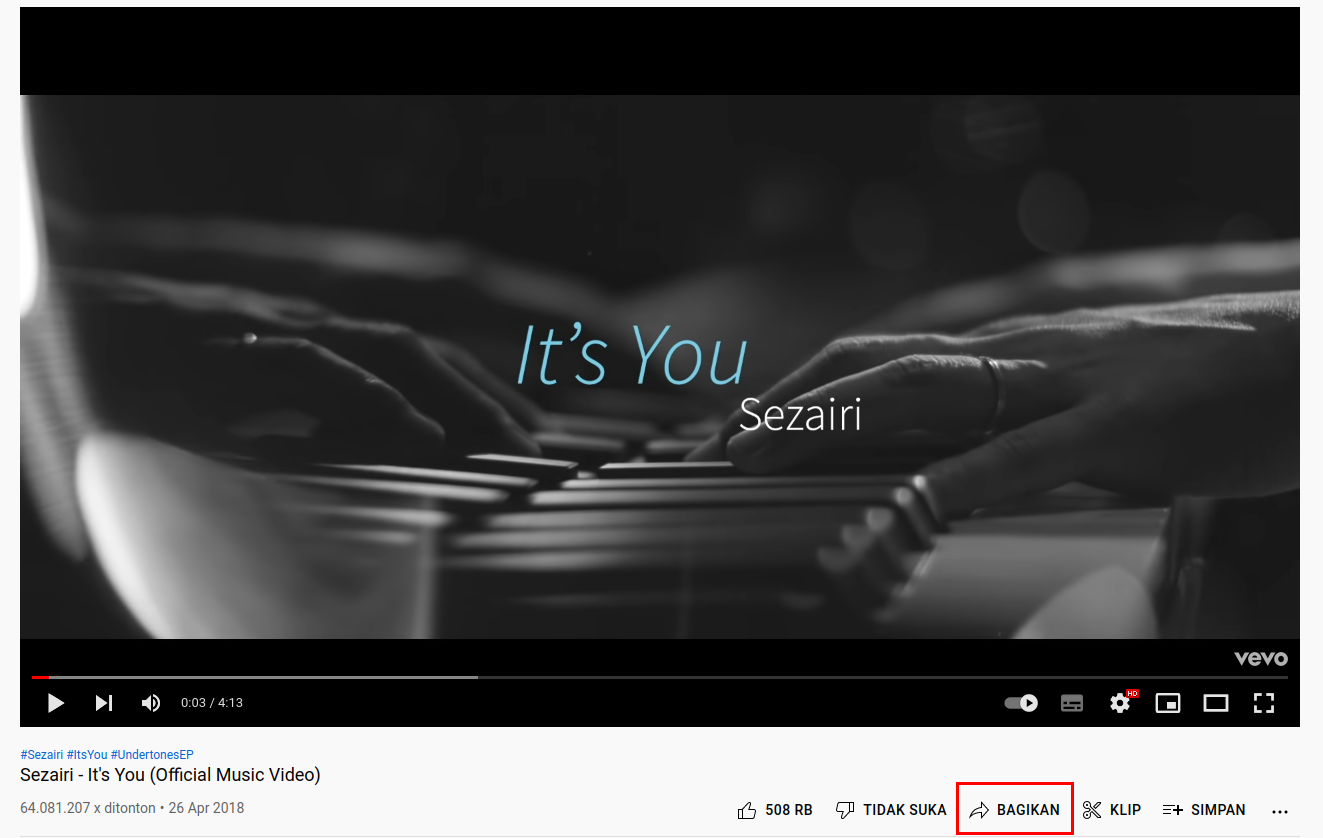 It's You
Sezairi
vevo
0:03 / 4:13
HD
#Sezairi #ItsYou #UndertonesEP
Sezairi - It's You (Official Music Video)
64.081.207 x ditonton • 26 Apr 2018
508 RB
TIDAK SUKA
BAGIKAN
KLIP
SIMPAN